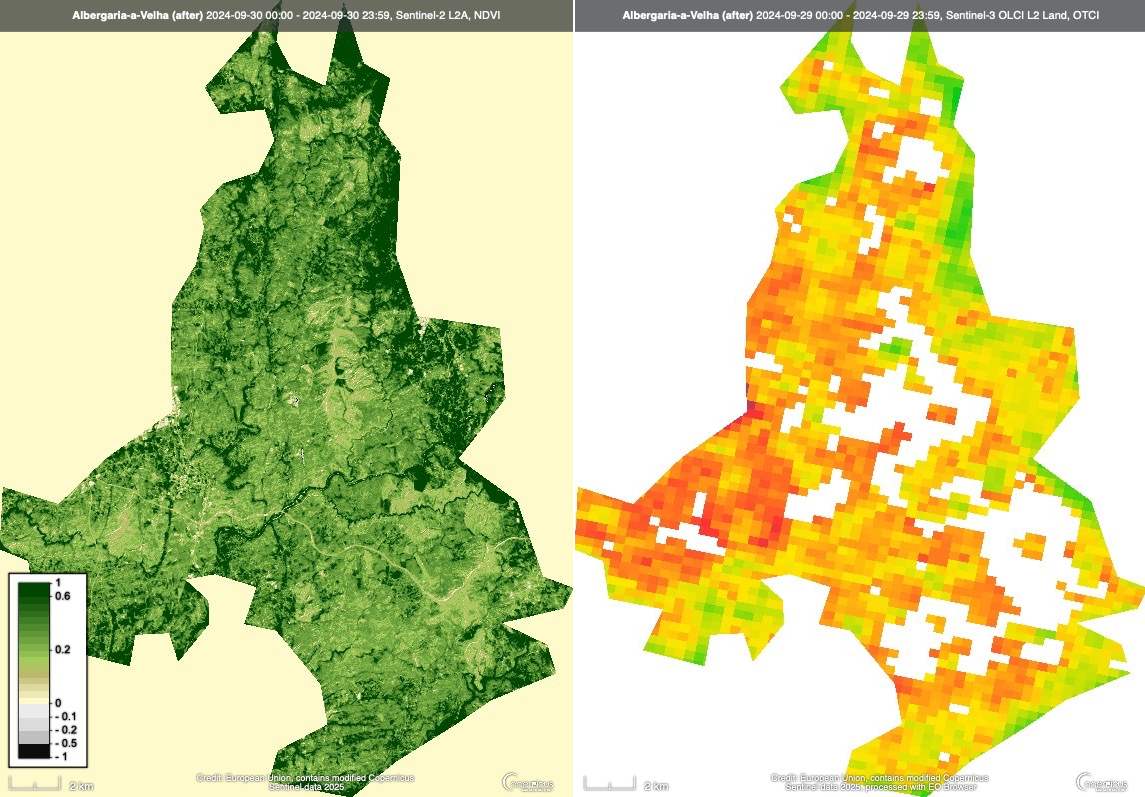 Albergaria-a-Velha (after) 2024-09-30 00:00 - 2024-09-30 23:59, Sentinel-2 L2A, NDVI
1
0.6
0.2
0
- 0.1
- 0.2
- 0.5
- 1
2 km
Credit: European Union, contains modified Copernicus
Sentinel data 2025
Albergaria-a-Velha (after) 2024-09-29 00:00 - 2024-09-29 23:59, Sentinel-3 OLCI L2 Land, OTCI
2 km
Credit: European Union, contains modified Copernicus
Sentinel data 2025, processed with EO Browser